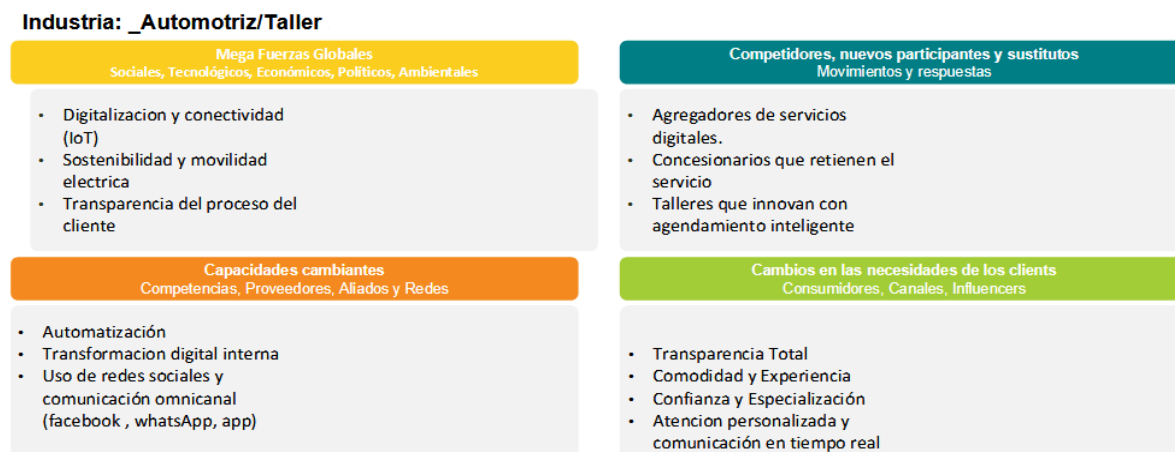 Industria: _Automotriz/Taller
Mega Fuerzas Globales
Sociales, Tecnológicos, Económicos, Políticos, Ambientales
• Digitalizacion y conectividad
(IoT)
• Sostenibilidad y movilidad
electrica
• Transparencia del proceso del
cliente
Competidores, nuevos participantes y sustitutos
Movimientos y respuestas
• Agregadores de servicios
digitales.
• Concesionarios que retienen el
servicio
• Talleres que innovan con
agendamiento inteligente
Capacidades cambiantes
Competencias, Proveedores, Aliados y Redes
• Automatización
• Transformacion digital interna
• Uso de redes sociales y
comunicación omnicanal
(facebook , whatsApp, app)
Cambios en las necesidades de los clients
Consumidores, Canales, Influencers
• Transparencia Total
• Comodidad y Experiencia
• Confianza y Especialización
• Atencion personalizada y
comunicación en tiempo real